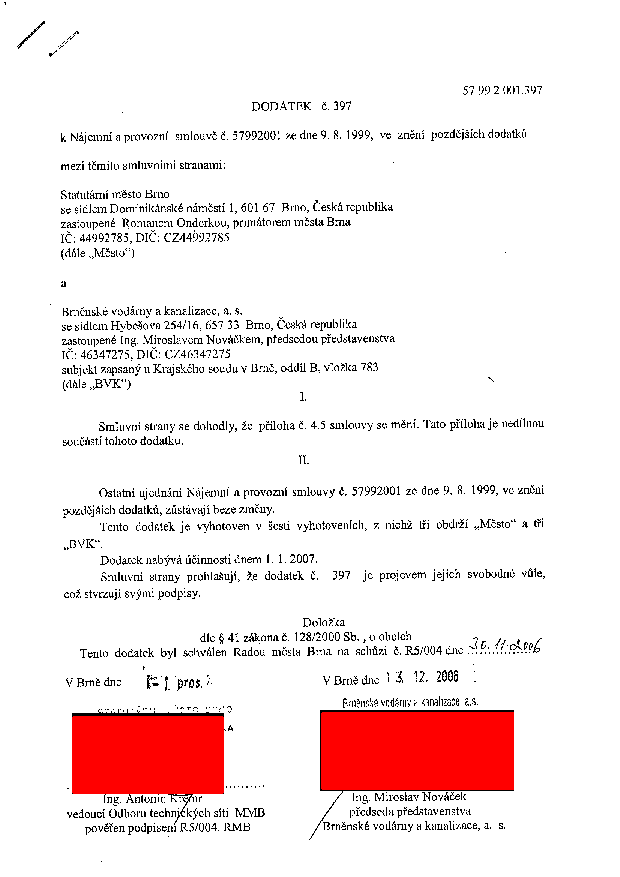 57 99 2 001.397
DODATEK č. 397
k Nájemní a provozní smlouvě č. 57992001 ze dne 9. 8. 1999, ve znění pozdějších dodatků
mezi těmito smluvními stranami:
Statutární město Brno
se sídlem Dominikánské náměstí 1, 601 67 Brno, Česká republika
zastoupené Romanem Onderkou, primátorem města Brna
IČ: 44992785, DIČ: CZ44992785
(dále „Město“)
a
Brněnské vodárny a kanalizace, a. s.
se sídlem Hybešova 254/16, 657 33 Brno, Česká republika
zastoupené Ing. Miroslavem Nováčkem, předsedou představenstva
IČ: 46347275, DIČ: CZ46347275
subjekt zapsaný u Krajského soudu v Brně, oddíl B, vložka 783
(dále „BVK“)
I.
Smluvní strany se dohodly, že příloha č. 4.5 smlouvy se mění. Tato příloha je nedílnou
součástí tohoto dodatku.
II.
Ostatní ujednání Nájemní a provozní smlouvy č. 57992001 ze dne 9. 8. 1999, ve znění
pozdějších dodatků, zůstávají beze změny.
Tento dodatek je vyhotoven v šesti vyhotoveních, z nichž tři obdrží „Město“ a tři
„BVK“.
Dodatek nabývá účinnosti dnem 1. 1. 2007.
Smluvní strany prohlašují, že dodatek č. 397 je projevem jejich svobodné vůle,
což stvrzují svými podpisy.
Doložka
dle § 41 zákona č. 128/2000 Sb., o obcích
Tento dodatek byl schválen Radou města Brna na schůzi č. R5/004 dne 30.11.2006
V Brně dne pros.
V Brně dne 13. 12. 2006
Brněnské vodárny a kanalizace, a.s.
Ing. Antonín
vedoucí Odboru technických sítí MMB
pověřen podpisem R5/004. RMB
Ing. Miroslav Nováček
předseda představenstva
Brněnské vodárny a kanalizace, a. s.